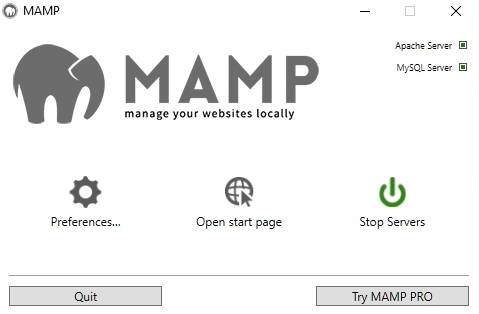 MAMP
Apache Server
MySQL Server
MAMP
manage your websites locally
Preferences...
Open start page
Stop Servers
Quit
Try MAMP PRO